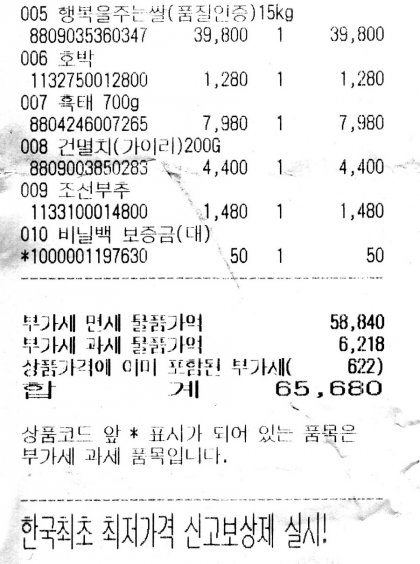 005 행복을주는쌀(품질인증)15kg
8809035360347 39,800 1 39,800
006 호박
1132750012800 1,280 1 1,280
007 흑태 700g
8804246007265 7,980 1 7,980
008 건멸치(가이리)200G
8809003850283 4,400 1 4,400
009 조선부추
1133100014800 1,480 1 1,480
010 비닐백 보증금(대)
*1000001197630 50 1 50
부가세 면세 물품가액 58,840
부가세 과세 물품가액 6,218
상품가격에 이미 포함된 부가세( 622)
합 계 65,680
상품코드 앞 * 표시가 되어 있는 품목은
부가세 과세 품목입니다.
한국최초 최저가격 신고보상제 실시!